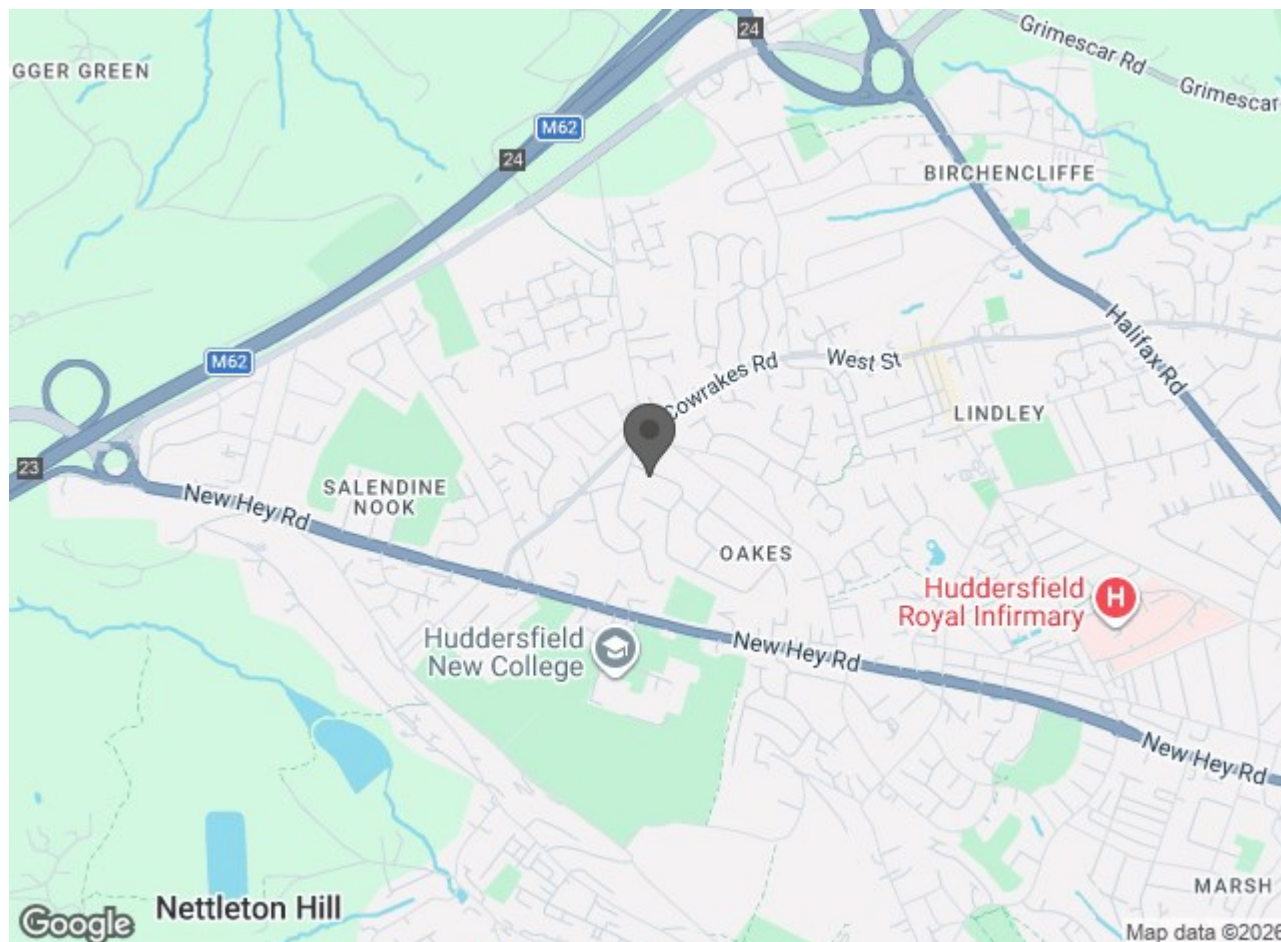 24
Grimescar Rd
Grimescar
GGER GREEN
M62
24
BIRCHENCLIFFE
Halifax Rd
M62
West St
Cowrakes Rd
LINDLEY
23
SALENDINE
NOOK
New Hey Rd
OAKES
Huddersfield
Royal Infirmary
H
Huddersfield
New College
New Hey Rd
New Hey Rd
MARSH
Nettleton Hill
Google
Map data ©2026